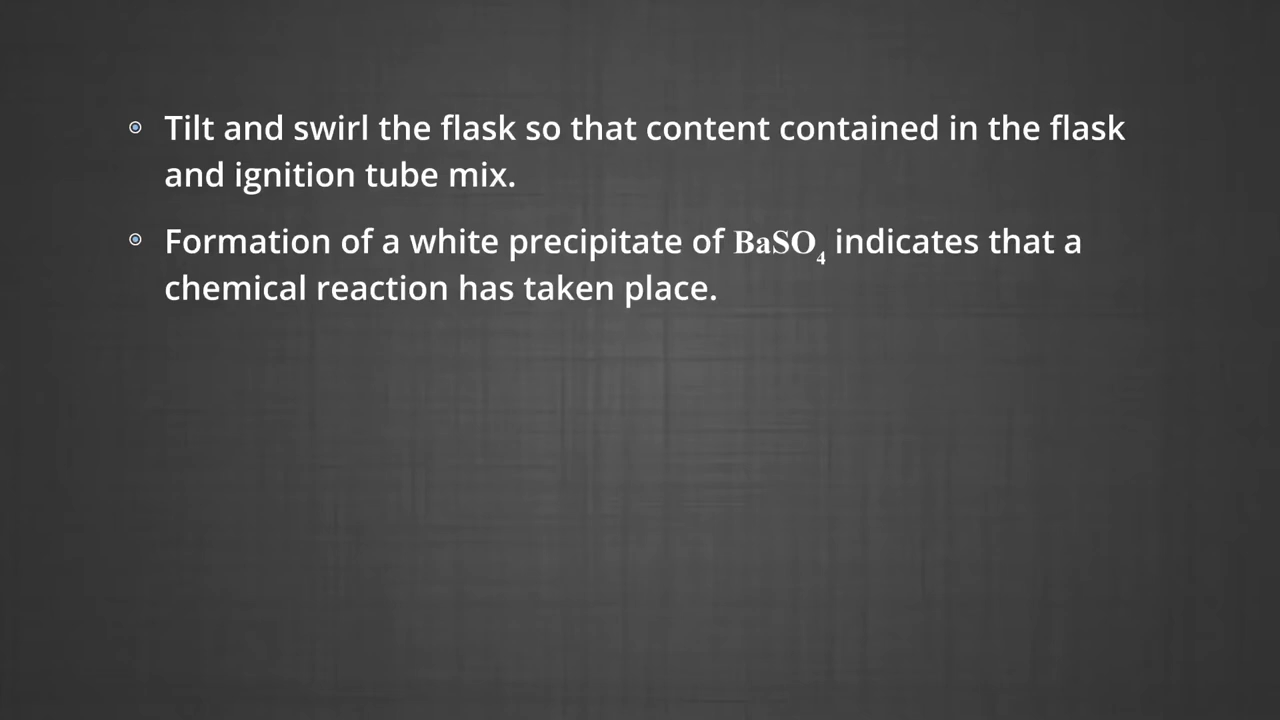 Tilt and swirl the flask so that content contained in the flask
and ignition tube mix.
Formation of a white precipitate of BaSO₄ indicates that a
chemical reaction has taken place.